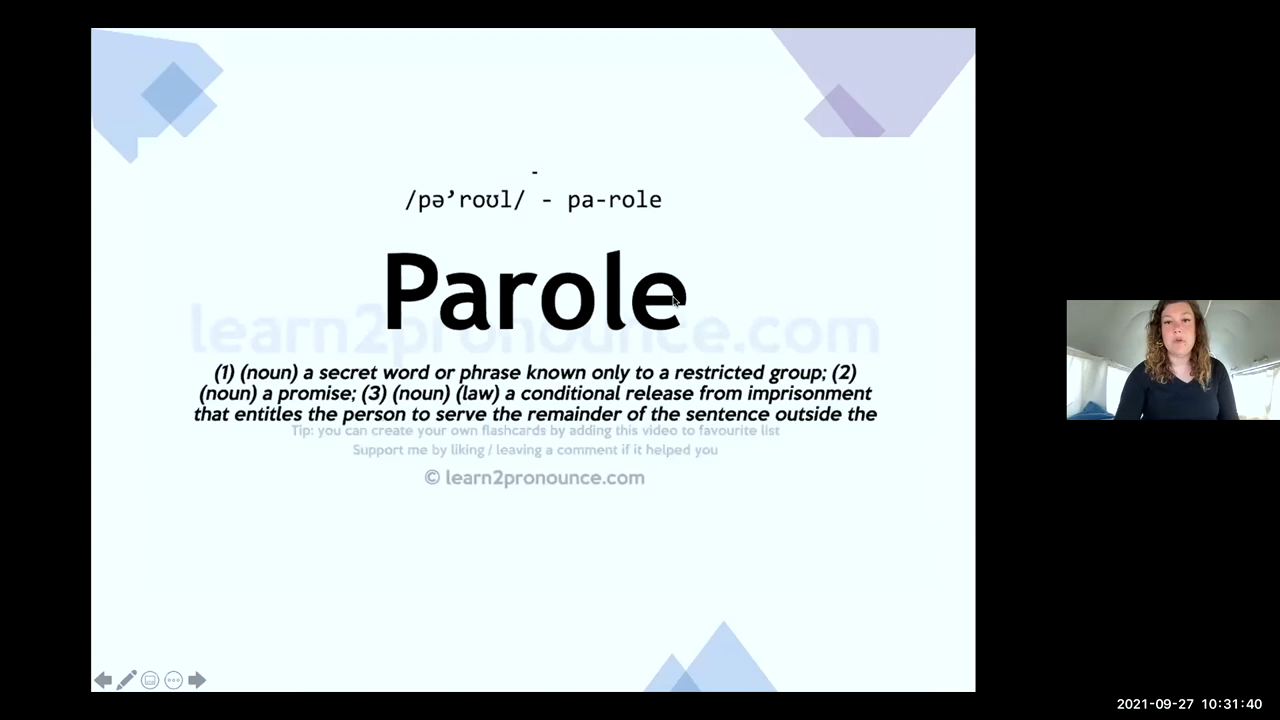 -
/pə’roʊl/ - pa-role
Parole
learn2pronounce.com
(1) (noun) a secret word or phrase known only to a restricted group; (2)
(noun) a promise; (3) (noun) (law) a conditional release from imprisonment
that entitles the person to serve the remainder of the sentence outside the
Tip: you can create your own flashcards by adding this video to favourite list
Support me by liking / leaving a comment if it helped you
© learn2pronounce.com
2021-09-27 10:31:40